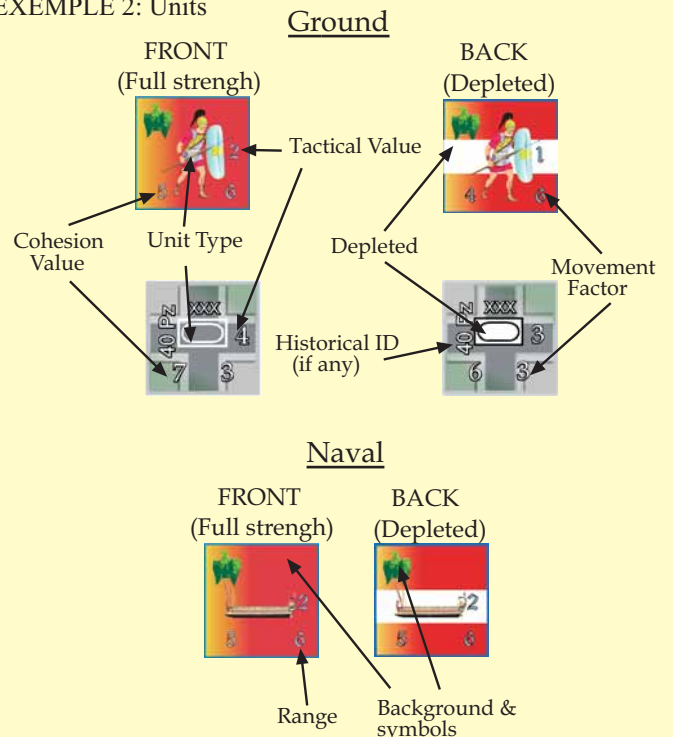 EXEMPLE 2: Units
Ground
FRONT
(Full strengh)
BACK
(Depleted)
2
5 6
Tactical Value
1
4 6
Cohesion
Value
Unit Type
Depleted
Movement
Factor
XXX
40 Pz
4
7 3
Historical ID
(if any)
XXX
40 Pz
3
6 3
Naval
FRONT
(Full strengh)
BACK
(Depleted)
2
5 6
2
5 6
Range
Background &
symbols